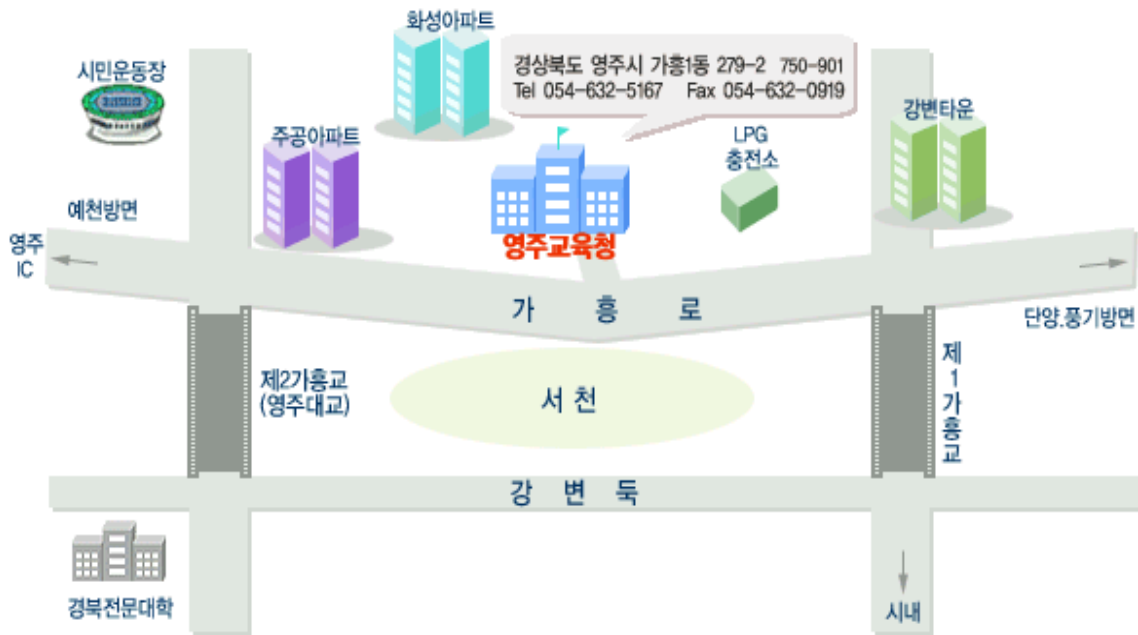 화성아파트
시민운동장
경상북도 영주시 가흥1동 279-2 750-901
Tel 054-632-5167 Fax 054-632-0919
강변타운
주공아파트
LPG
충전소
예천방면
영주교육청
영주
IC
가 흥 로
단양.풍기방면
제2가흥교
(영주대교)
서 천
제
1
가
흥
교
강 변 둑
경북전문대학
시내